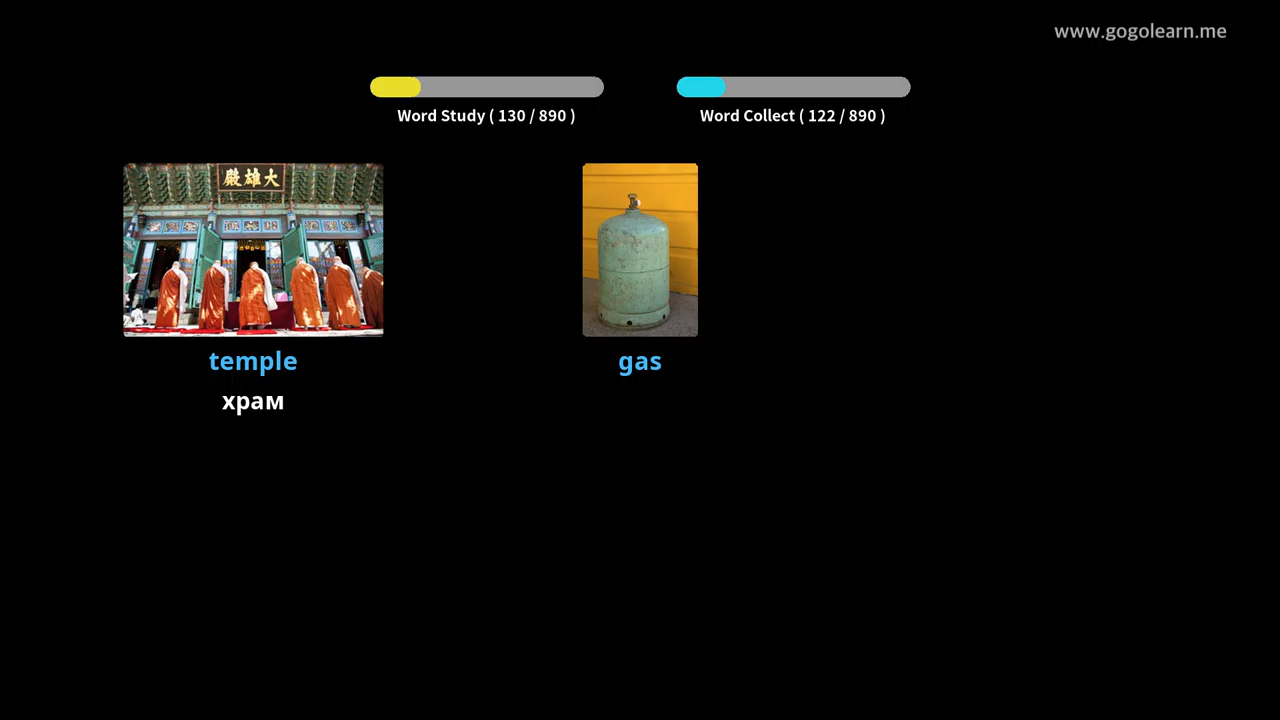 www.gogolearn.me
Word Study ( 130 / 890 )
Word Collect ( 122 / 890 )
殿雄大
temple
gas
храм